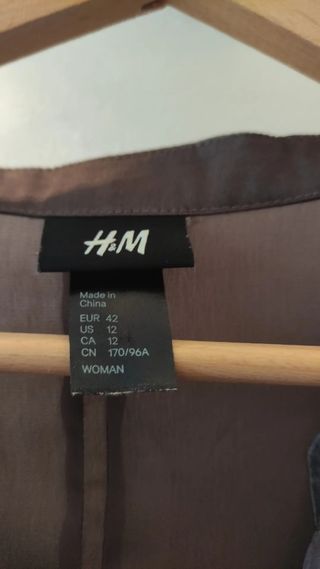 H&M
Made in
China
EUR 42
US 12
CA 12
CN 170/96A
WOMAN